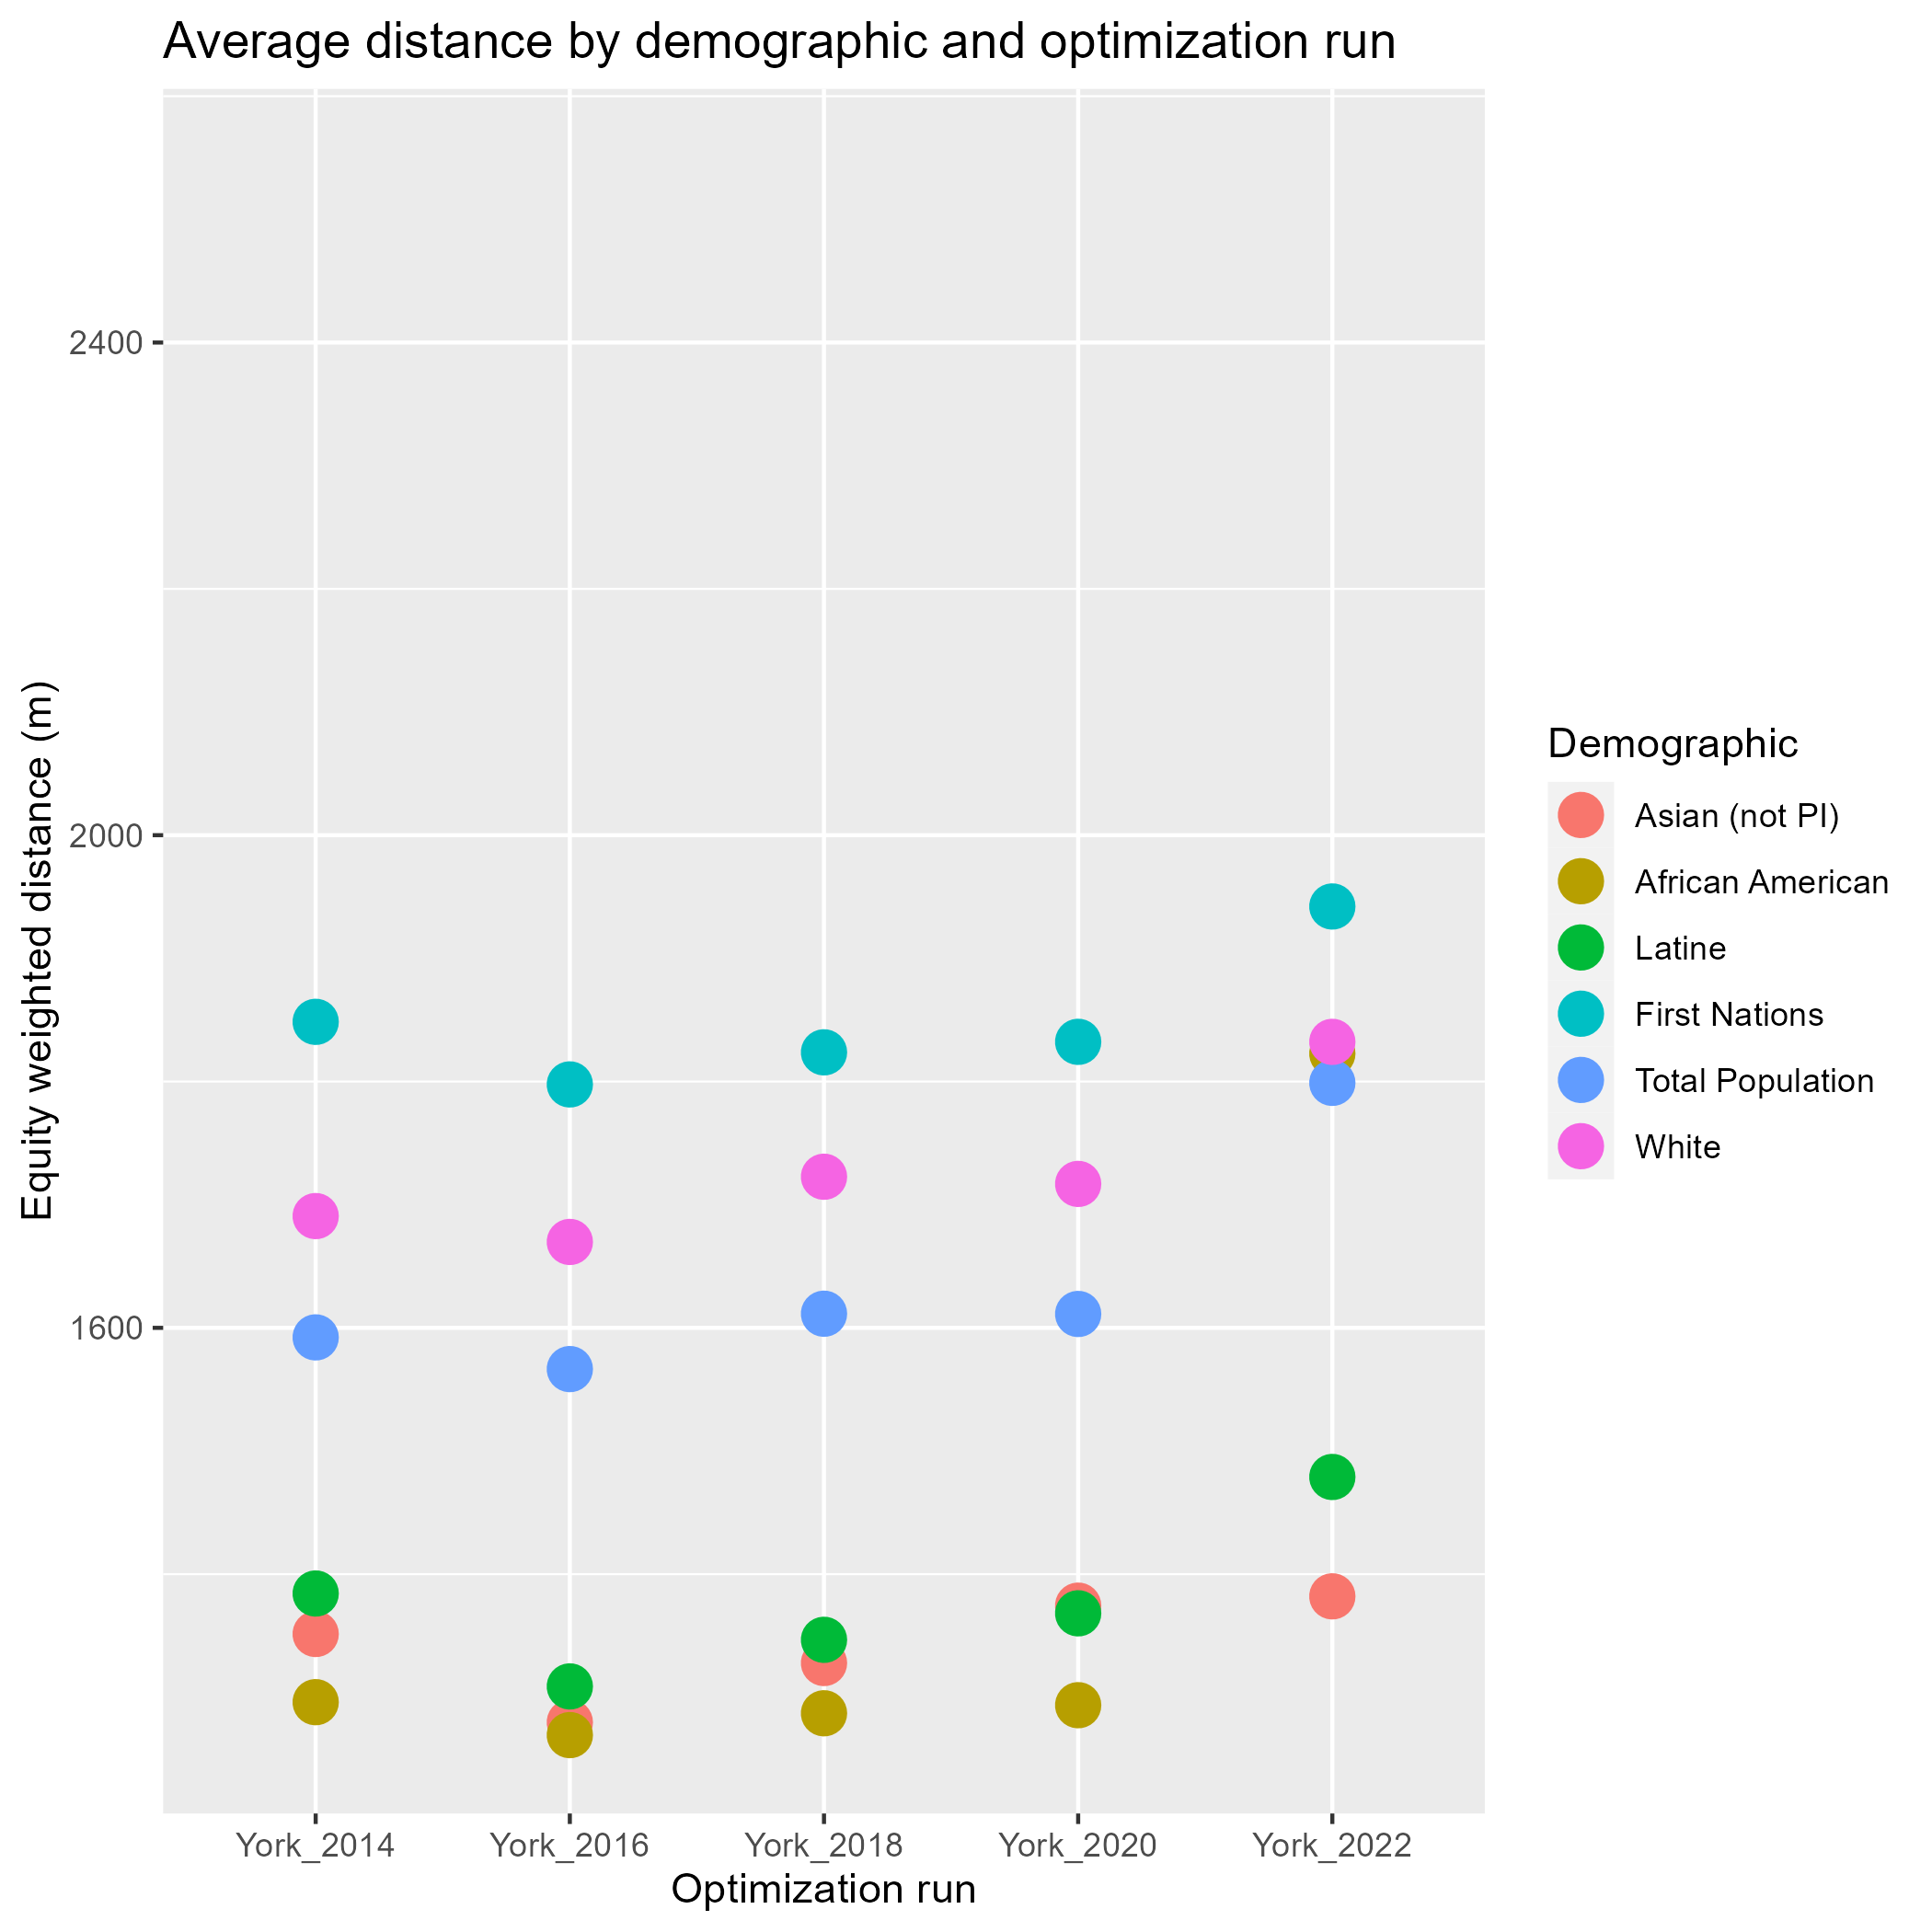 Average distance by demographic and optimization run
Equity weighted distance (m)
2400
2000
1600
York_2014
York_2016
York_2018
York_2020
York_2022
Optimization run
Demographic
Asian (not PI)
African American
Latine
First Nations
Total Population
White